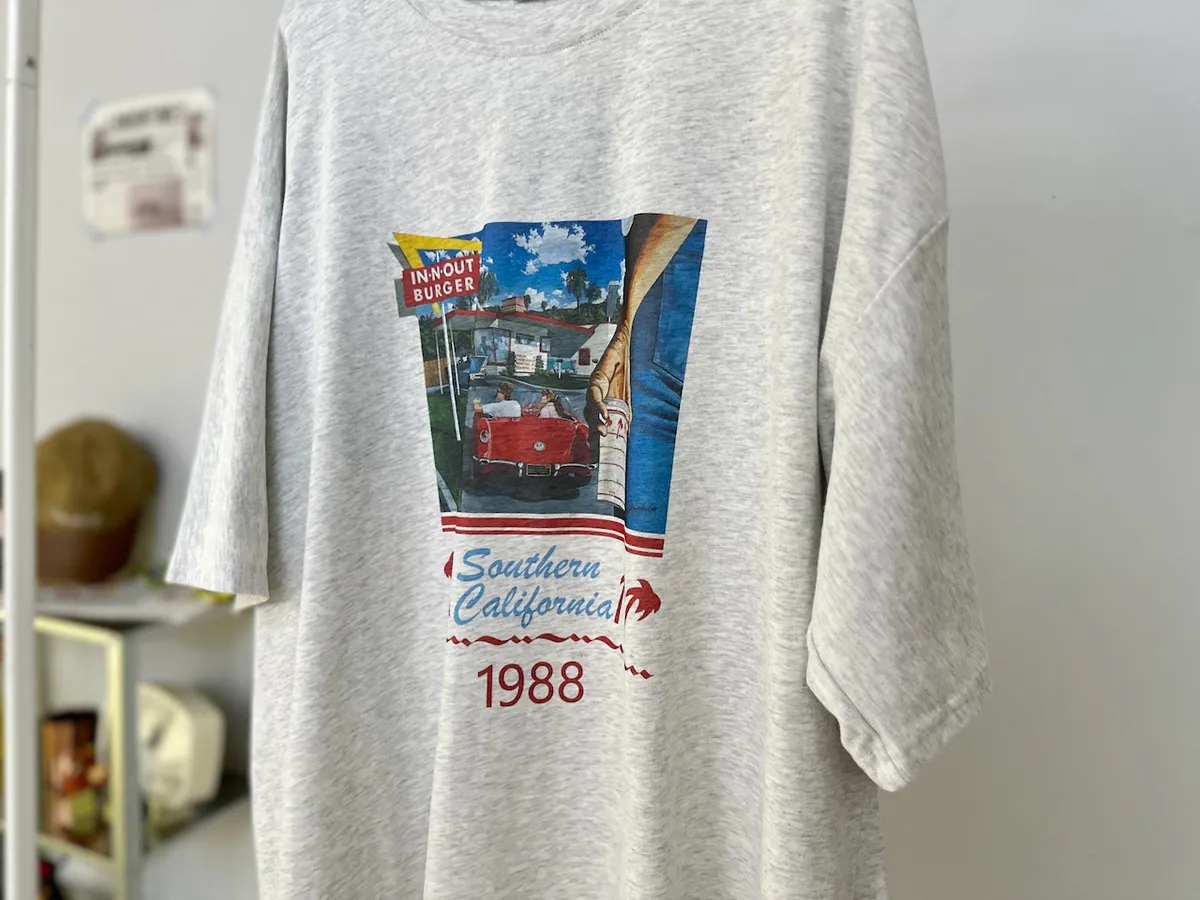 IN-N-OUT
BURGER
Southern
California
1988